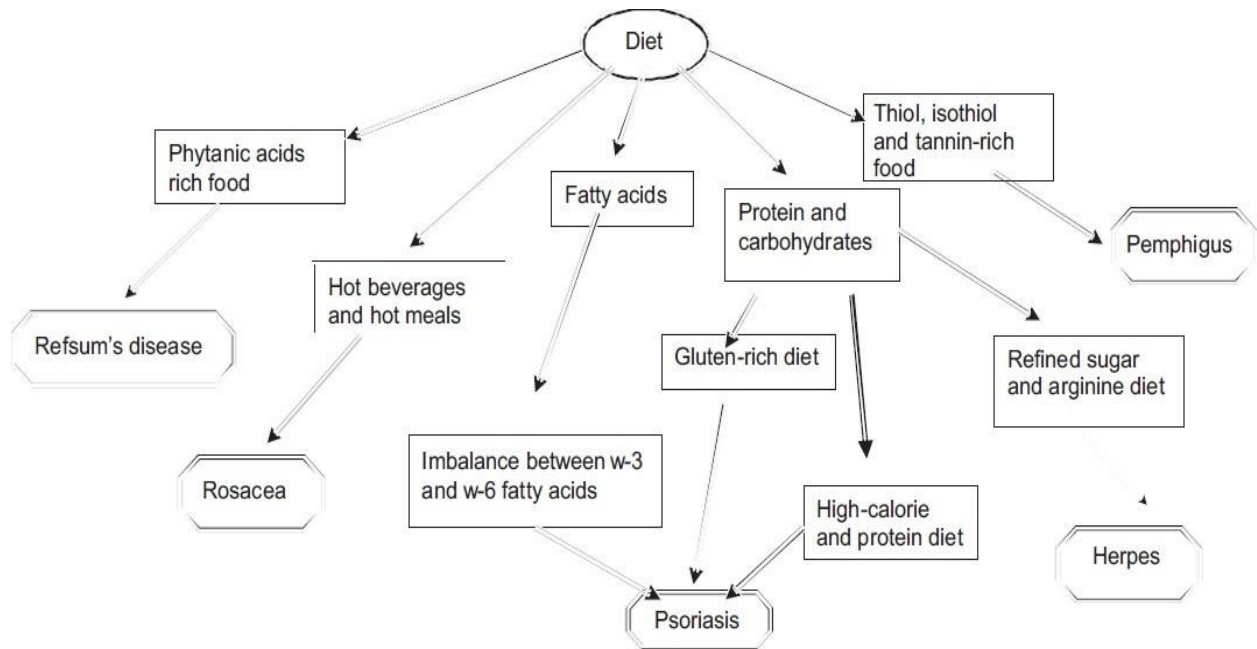 Diet
Thiol, isothiol
and tannin-rich
food
Phytanic acids
rich food
Fatty acids
Protein and
carbohydrates
Pemphigus
Hot beverages
and hot meals
Refsum's disease
Gluten-rich diet
Refined sugar
and arginine diet
Rosacea
Imbalance between w-3
and w-6 fatty acids
High-calorie
and protein diet
Herpes
Psoriasis